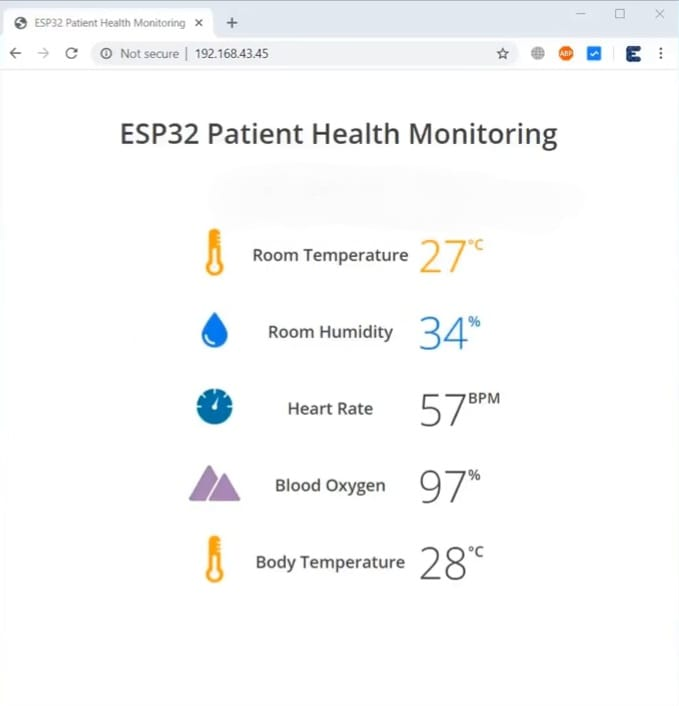 ESP32 Patient Health Monitoring
Not secure | 192.168.43.45
ABP
ESP32 Patient Health Monitoring
Room Temperature 27°C
Room Humidity 34%
Heart Rate 57BPM
Blood Oxygen 97%
Body Temperature 28°C